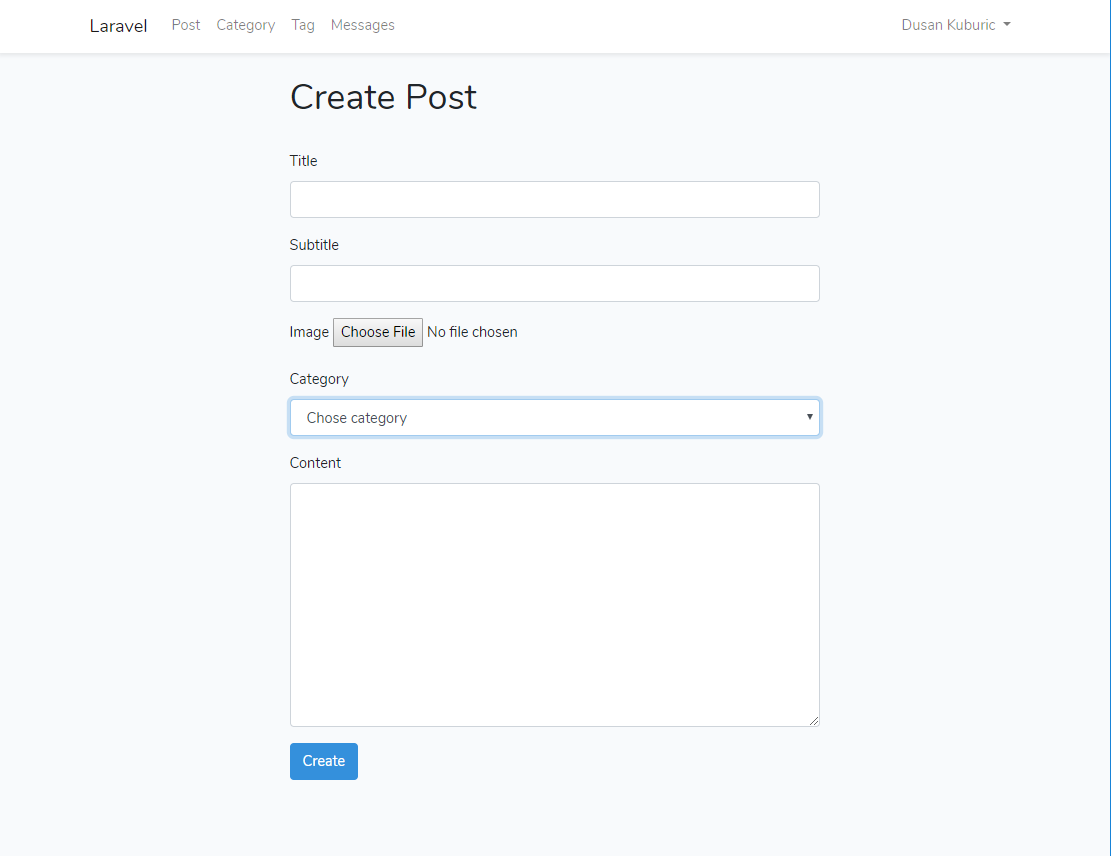 Laravel Post Category Tag Messages Dusan Kuburic
Create Post
Title
Subtitle
Image Choose File No file chosen
Category
Chose category
Content
Create